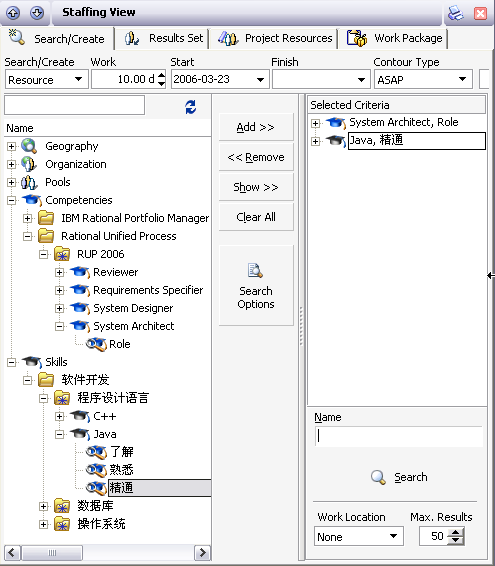 Staffing View
Search/Create
Results Set
Project Resources
Work Package
Search/Create
Work
Start
Finish
Contour Type
Resource
10.00 d
2006-03-23
ASAP
Name
Geography
Organization
Pools
Competencies
IBM Rational Portfolio Manager
Rational Unified Process
RUP 2006
Reviewer
Requirements Specifier
System Designer
System Architect
Role
Skills
软件开发
程序设计语言
C++
Java
了解
熟悉
精通
数据库
操作系统
Add >>
<< Remove
Show >>
Clear All
Search
Options
Selected Criteria
System Architect, Role
Java, 精通
Name
Search
Work Location
Max. Results
None
50